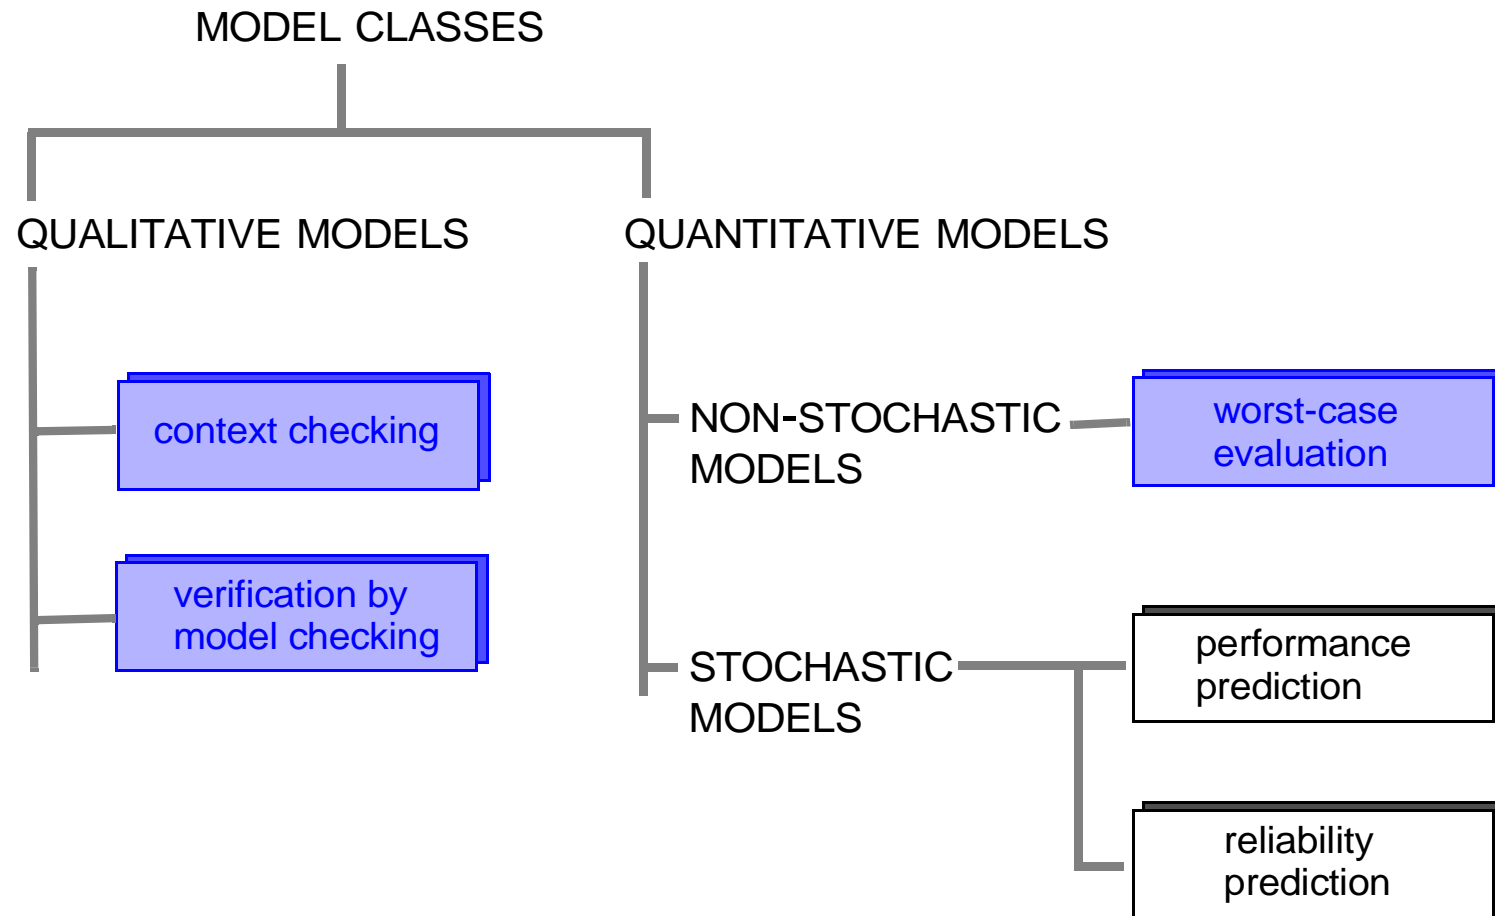 MODEL CLASSES
QUALITATIVE MODELS
QUANTITATIVE MODELS
context checking
verification by
model checking
NON-STOCHASTIC
MODELS
worst-case
evaluation
STOCHASTIC
MODELS
performance
prediction
reliability
prediction